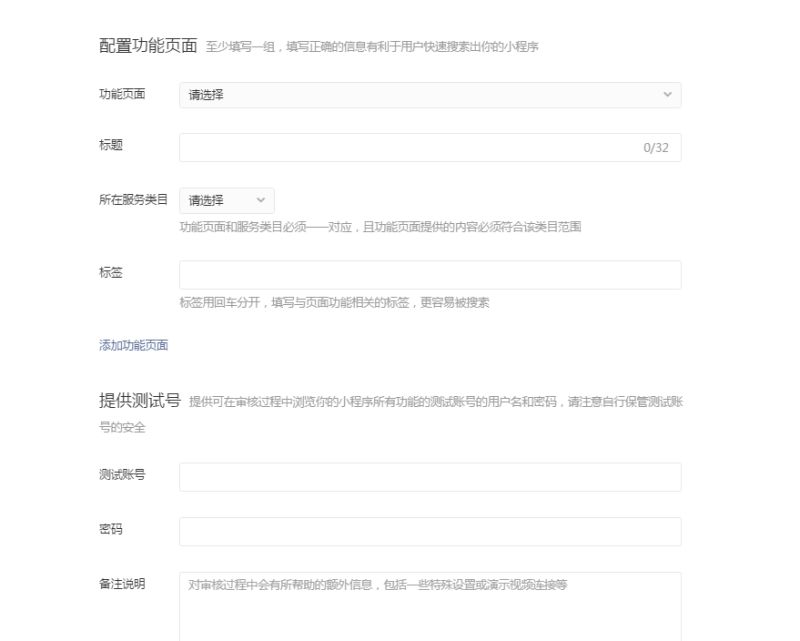 配置功能页面 至少填写一组，填写正确的信息有利于用户快速搜索出你的小程序
功能页面 请选择
标题 0/32
所在服务类目 请选择
功能页面和服务类目必须一一对应，且功能页面提供的内容必须符合该类目范围
标签
标签用回车分开，填写与页面功能相关的标签，更容易被搜索
添加功能页面
提供测试号 提供可在审核过程中浏览你的小程序所有功能的测试账号的用户名和密码，请注意自行保管测试账
号的安全
测试账号
密码
备注说明 对审核过程中会有所帮助的额外信息，包括一些特殊设置或演示视频连接等